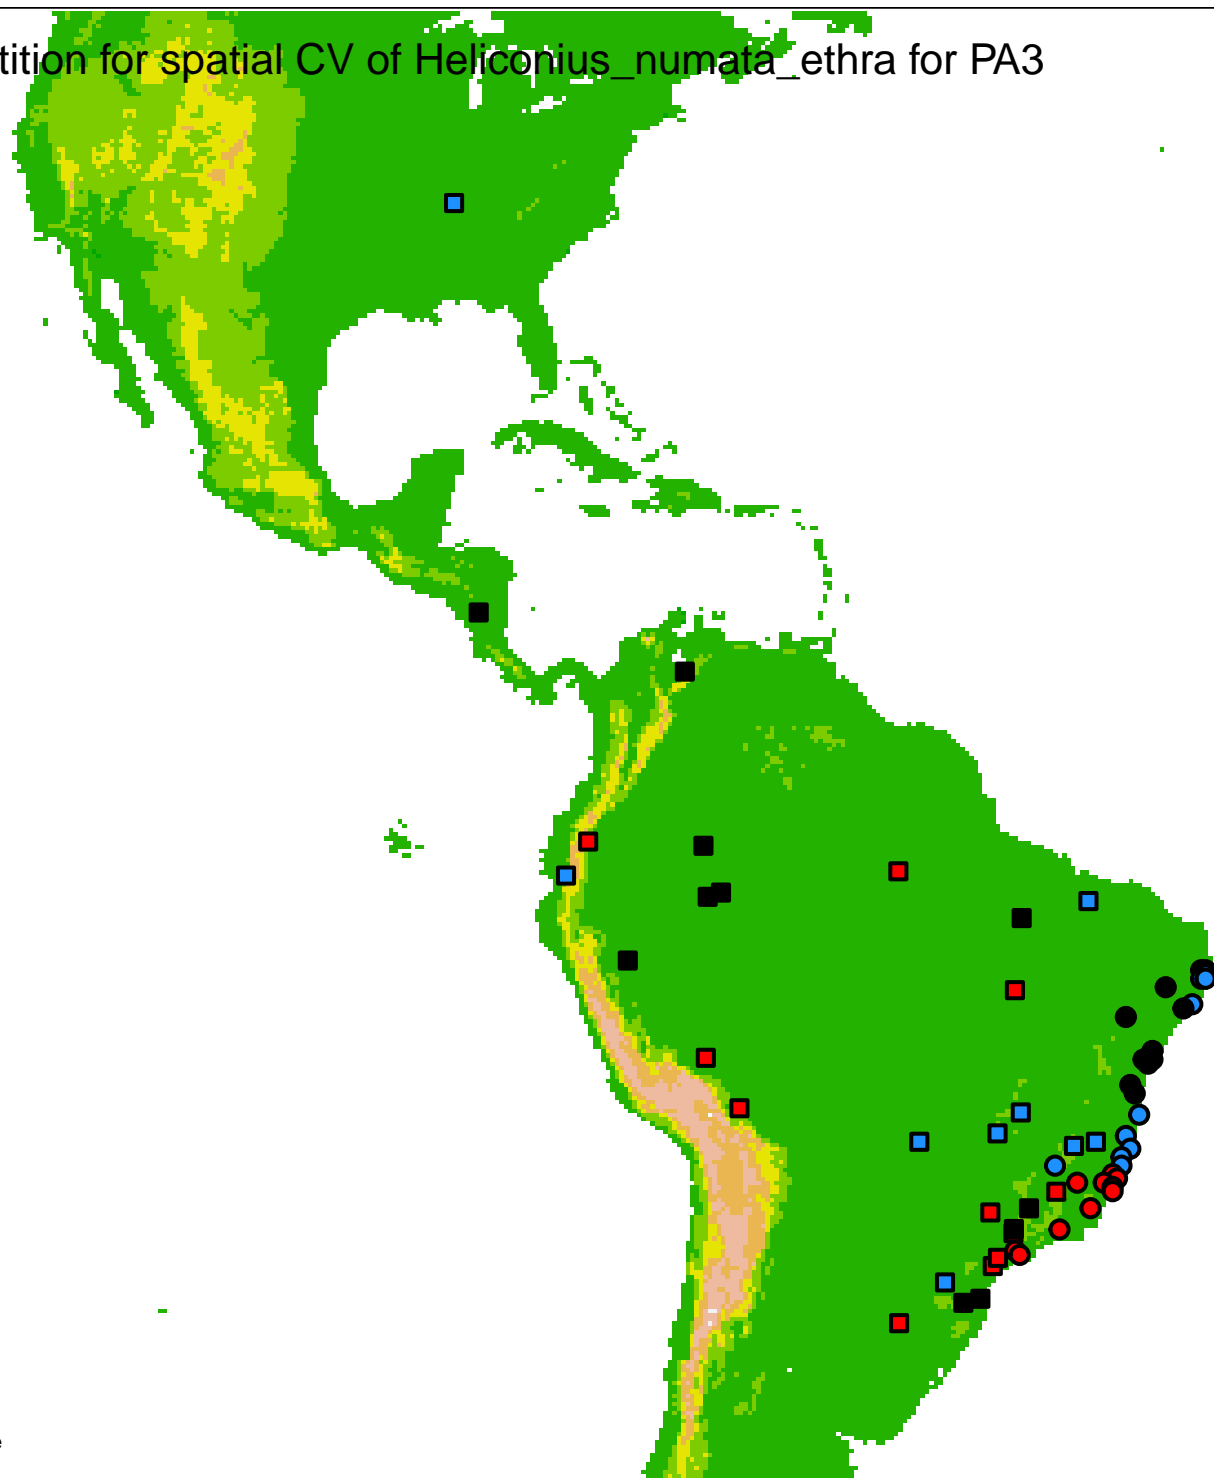 tition for spatial CV of Heliconius_numata_ethra for PA3